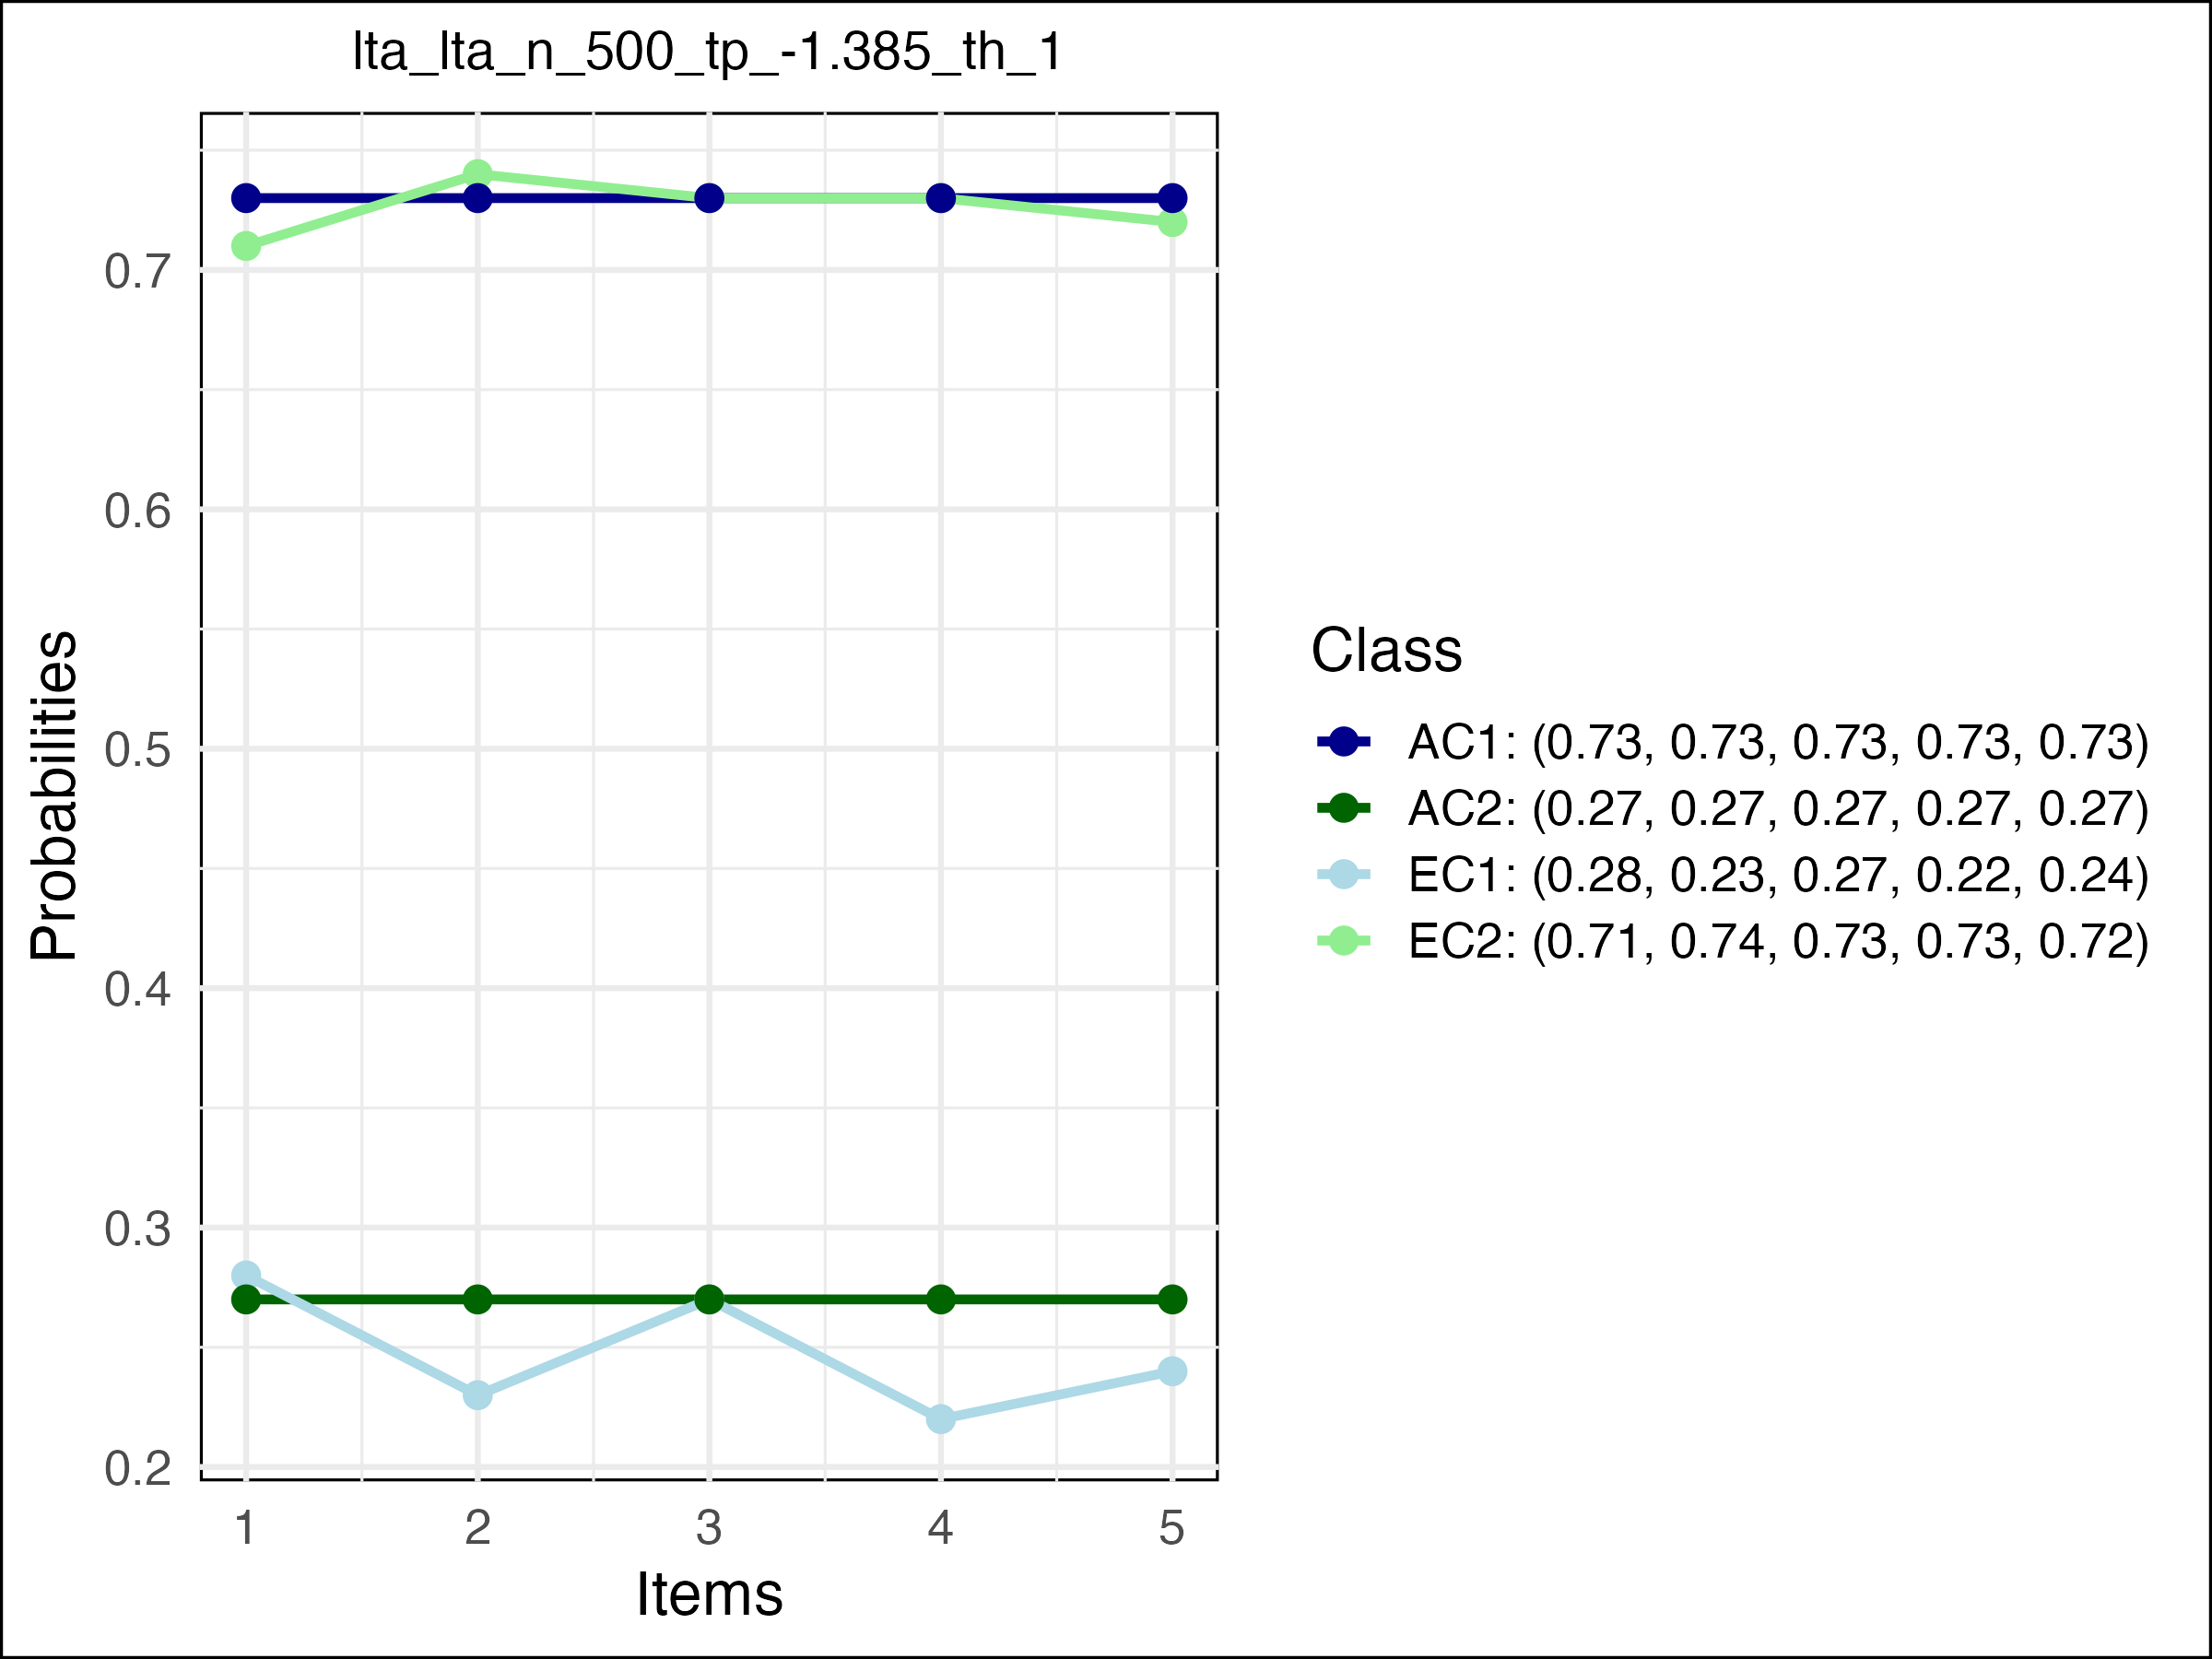 lta_lta_n_500_tp_-1.385_th_1
Probabilities
0.7
0.6
0.5
0.4
0.3
0.2
1 2 3 4 5
Items
Class
AC1: (0.73, 0.73, 0.73, 0.73, 0.73)
AC2: (0.27, 0.27, 0.27, 0.27, 0.27)
EC1: (0.28, 0.23, 0.27, 0.22, 0.24)
EC2: (0.71, 0.74, 0.73, 0.73, 0.72)